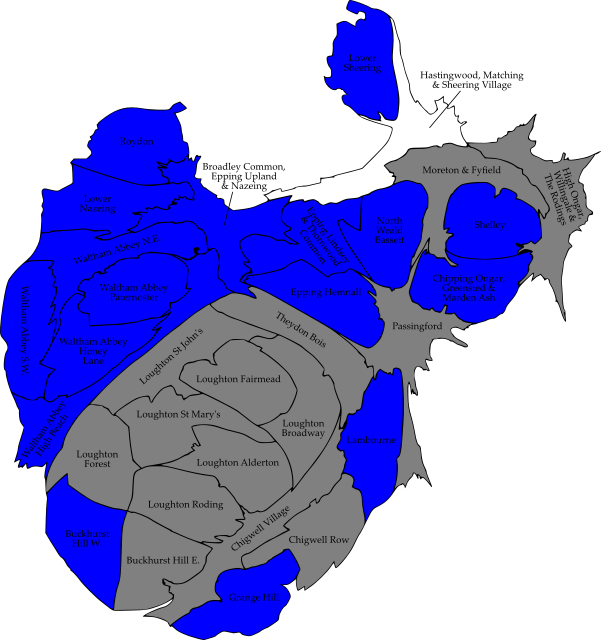 Lower
Sheering
Hastingwood, Matching
& Sheering Village
Roydon
Broadley Common,
Epping Upland
& Nazeing
Moreton & Fyfield
High Ongar,
Willingale &
The Rodings
Lower
Nazeing
Epping Lindsey
& Thornwood
Common
North
Weald
Bassett
Shelley
Waltham Abbey N.E.
Waltham Abbey
Paternoster
Epping Hemnall
Chipping Ongar,
Greensted &
Marden Ash
Waltham Abbey S.W.
Waltham Abbey
Honey
Lane
Loughton St John's
Theydon Bois
Passingford
Loughton Fairmead
Waltham Abbey
High Beach
Loughton St Mary's
Loughton
Broadway
Lambourne
Loughton
Forest
Loughton Alderton
Loughton Roding
Chigwell Village
Buckhurst
Hill W.
Chigwell Row
Buckhurst Hill E.
Grange Hill